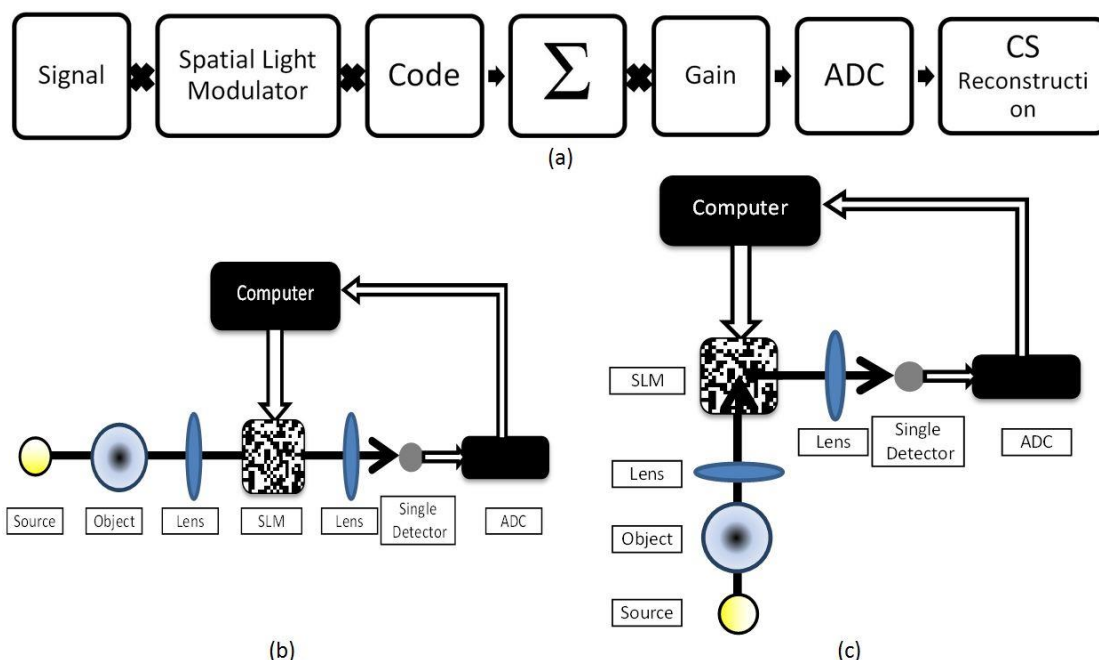 Signal
Spatial Light
Modulator
Code
Σ
Gain
ADC
CS
Reconstructi
on
(a)
Computer
Source
Object
Lens
SLM
Lens
Single
Detector
ADC
(b)
Computer
SLM
Lens
Single
Detector
ADC
Lens
Object
Source
(c)